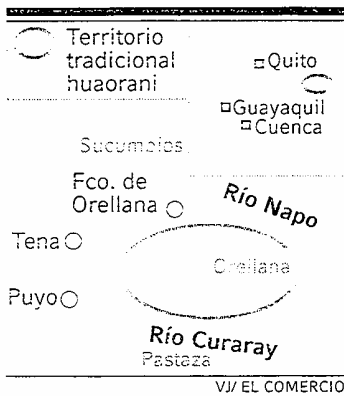 Territorio
tradicional
huaorani
Quito
Guayaquil
Cuenca
Sucumbios
Fco. de
Orellana
Río Napo
Tena
Orellana
Puyo
Río Curaray
Pastaza
VJ/ EL COMERCIO